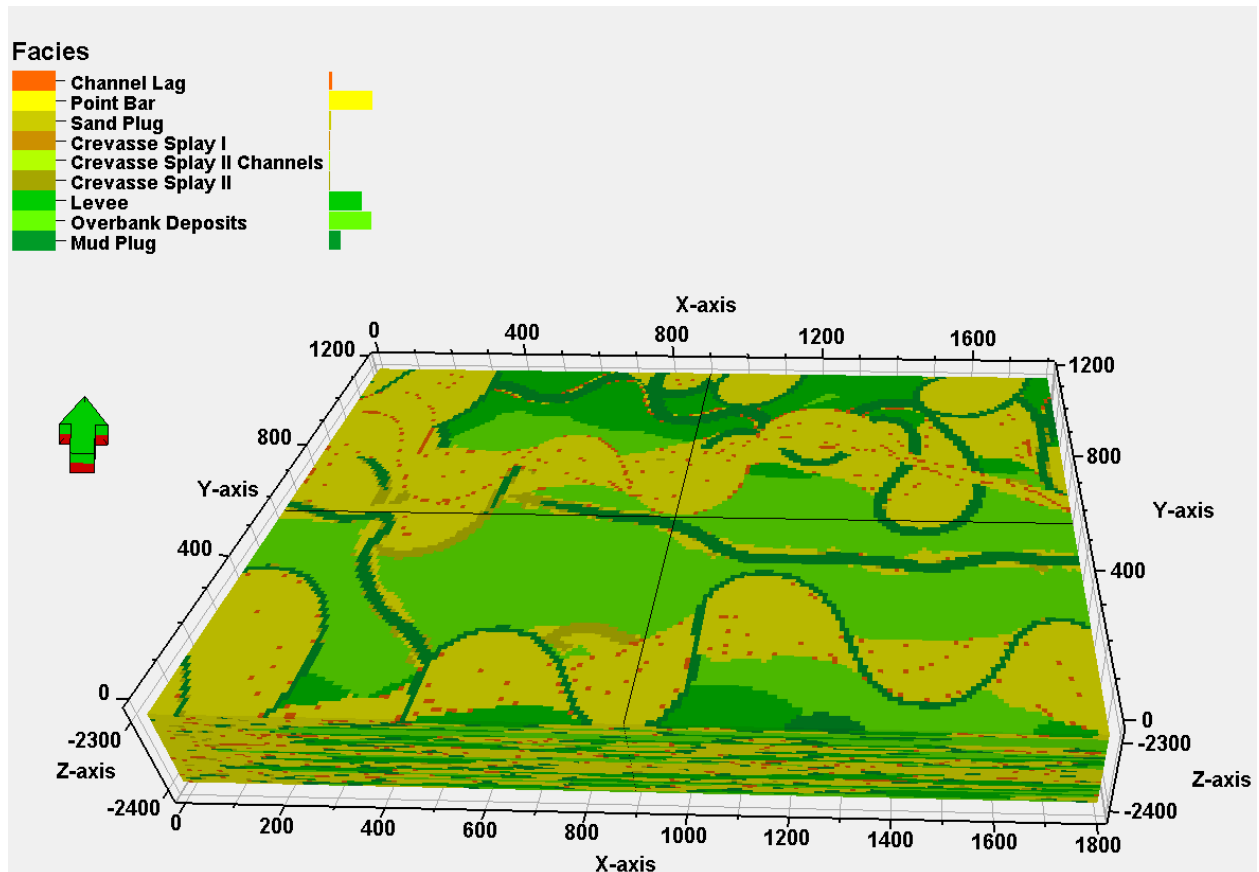 Facies
Channel Lag
Point Bar
Sand Plug
Crevasse Splay I
Crevasse Splay II Channels
Crevasse Splay II
Levee
Overbank Deposits
Mud Plug
X-axis
0 400 800 1200 1600
1200 1200
800 800
Y-axis Y-axis
400 400
0 0
-2300 -2300
Z-axis Z-axis
-2400 -2400
0 200 400 600 800 1000 1200 1400 1600 1800
X-axis